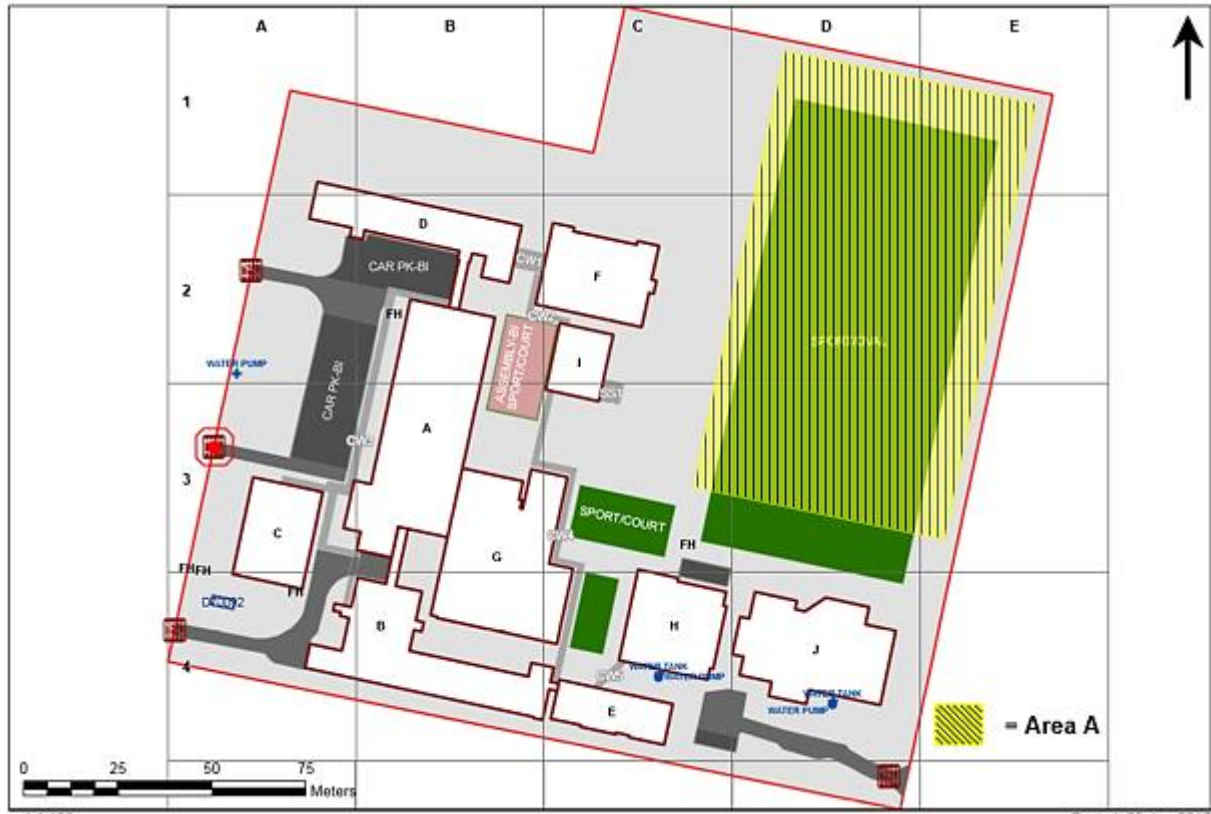 A B C D E
1
D
CAR PK-BI
CW1
F
2
FH
CW2
ASSEMBLY-BI
SPORT/COURT
I
WATER PUMP
CAR PK-BI
A
SPORT/OVAL
3
C
G
SPORT/COURT
FH
FH FH
FH
B
H
J
4
WATER TANK
WATER PUMP
WATER TANK
WATER PUMP
E
= Area A
0 25 50 75
Meters